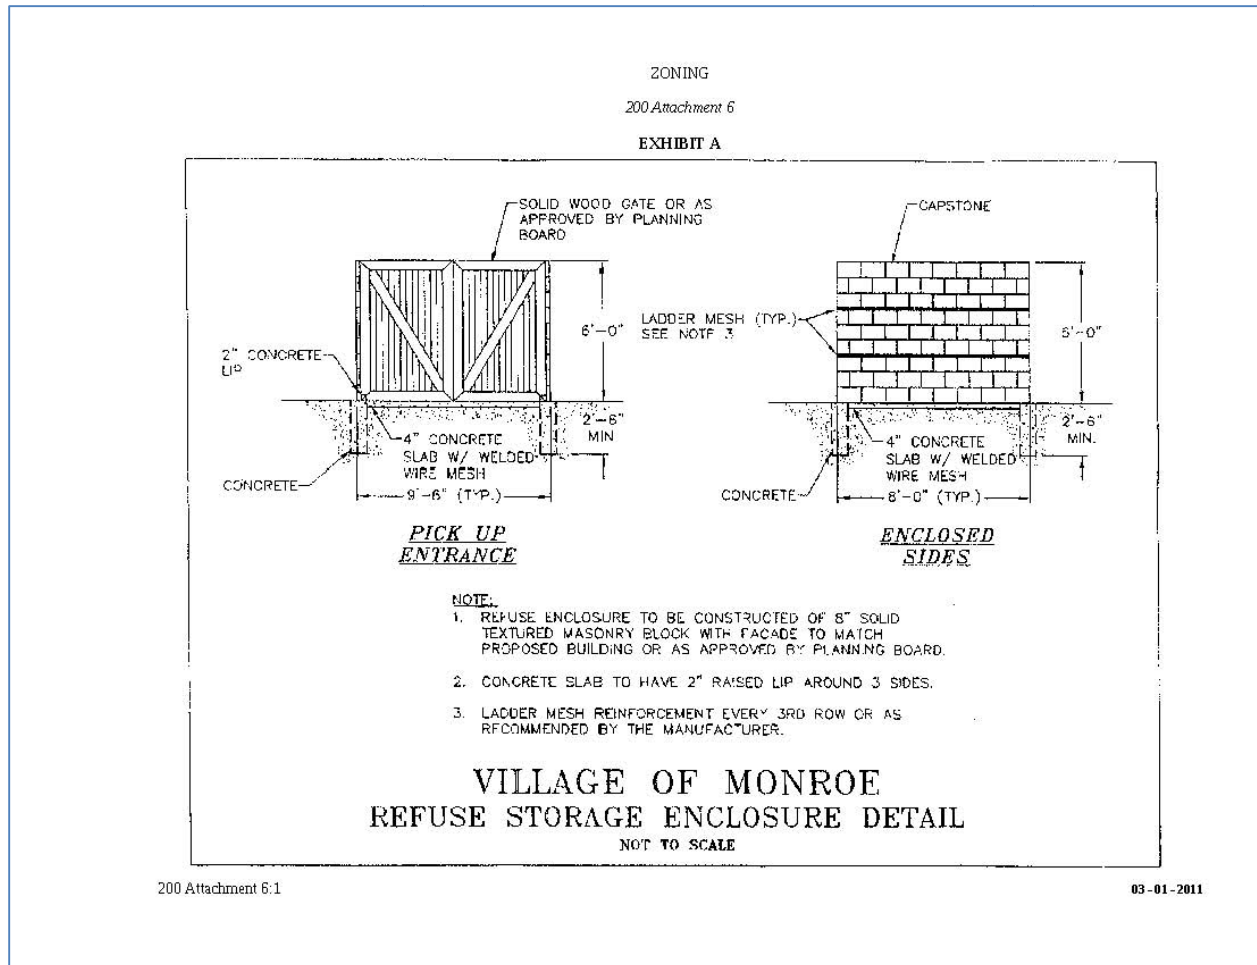 ZONING
200 Attachment 6
EXHIBIT A
SOLID WOOD GATE OR AS
APPROVED BY PLANNING
BOARD
6'-0"
2" CONCRETE
LIP
2'-6"
MIN
4" CONCRETE
SLAB W/ WELDED
WIRE MESH
CONCRETE
9'-6" (TYP.)
PICK UP
ENTRANCE
CAPSTONE
LADDER MESH (TYP.)
SEE NOTE 3
6'-0"
2'-6"
MIN.
4" CONCRETE
SLAB W/ WELDED
WIRE MESH
CONCRETE
8'-0" (TYP.)
ENCLOSED
SIDES
NOTE:
1. REFUSE ENCLOSURE TO BE CONSTRUCTED OF 8" SOLID
TEXTURED MASONRY BLOCK WITH FACADE TO MATCH
PROPOSED BUILDING OR AS APPROVED BY PLANNING BOARD.
2. CONCRETE SLAB TO HAVE 2" RAISED LIP AROUND 3 SIDES.
3. LADDER MESH REINFORCEMENT EVERY 3RD ROW OR AS
RECOMMENDED BY THE MANUFACTURER.
VILLAGE OF MONROE
REFUSE STORAGE ENCLOSURE DETAIL
NOT TO SCALE
200 Attachment 6:1
03-01-2011